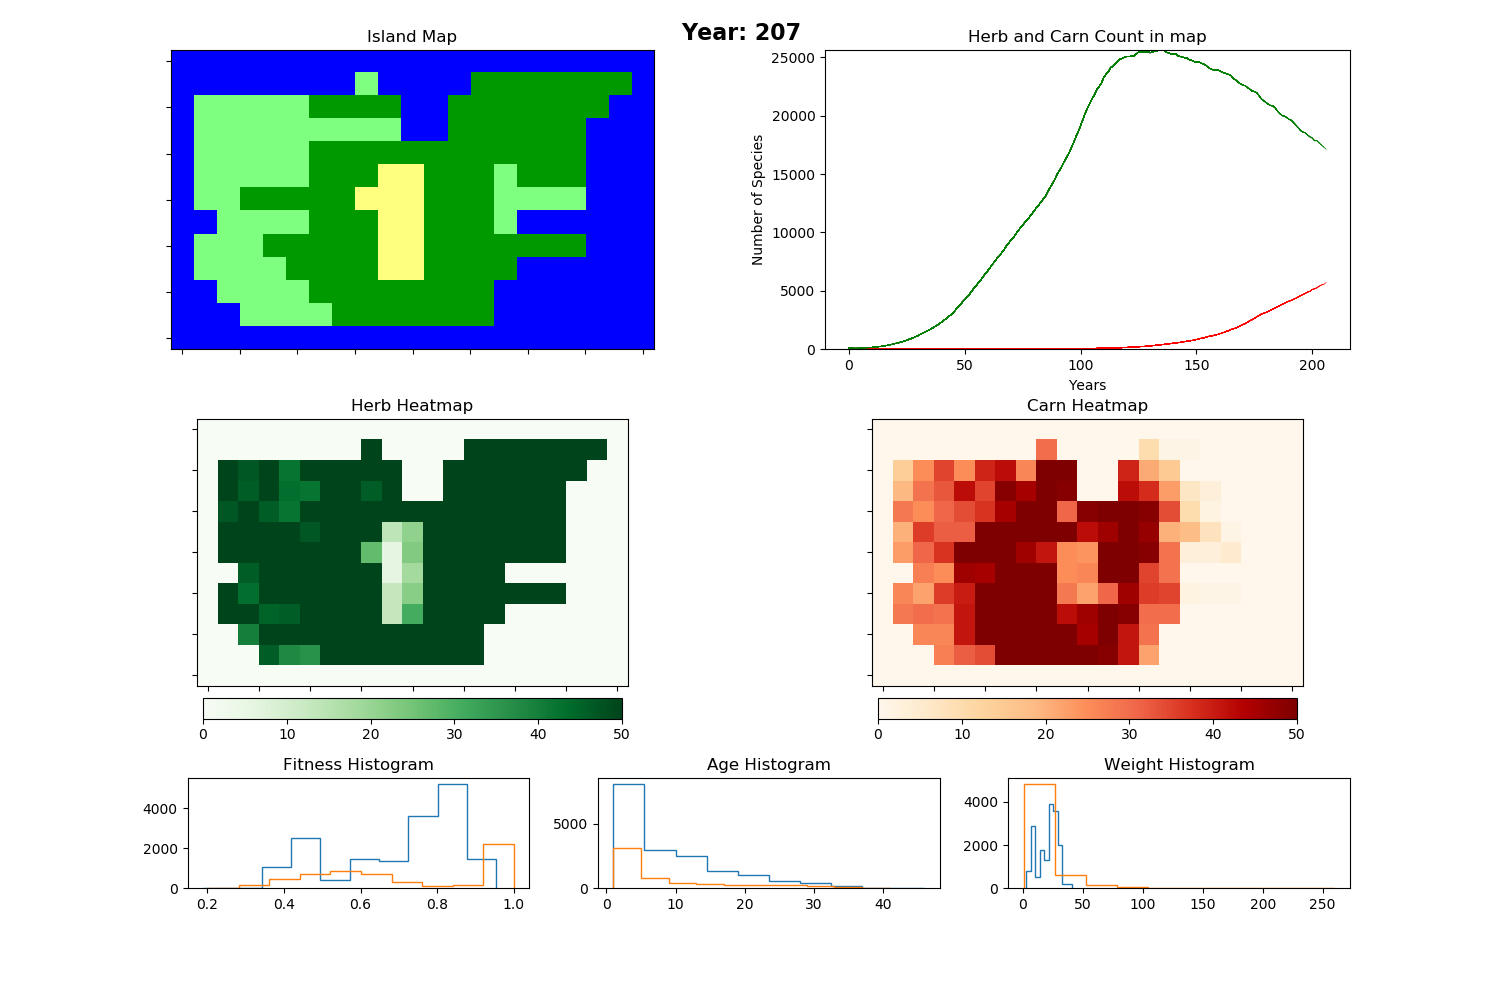 Year: 207
Island Map
Herb and Carn Count in map
25000
20000
15000
10000
5000
0
Number of Species
0 50 100 150 200
Years
Herb Heatmap
Carn Heatmap
0 10 20 30 40 50
0 10 20 30 40 50
Fitness Histogram
4000
2000
0
0.2 0.4 0.6 0.8 1.0
Age Histogram
5000
0
0 10 20 30 40
Weight Histogram
4000
2000
0
0 50 100 150 200 250